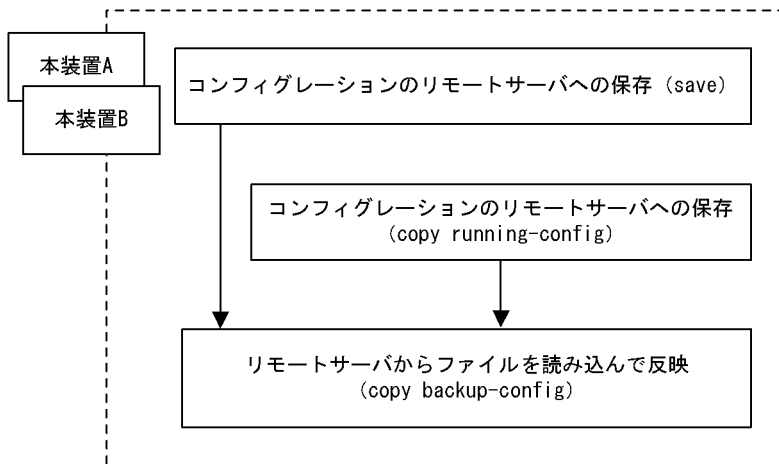 本装置A
本装置B
コンフィグレーションのリモートサーバへの保存（save）
コンフィグレーションのリモートサーバへの保存
（copy running-config）
リモートサーバからファイルを読み込んで反映
（copy backup-config）